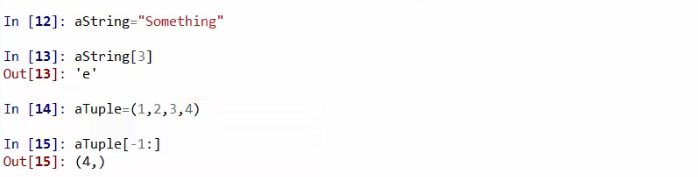 In [12]: aString="Something"
In [13]: aString[3]
Out[13]: 'e'
In [14]: aTuple=(1,2,3,4)
In [15]: aTuple[-1:]
Out[15]: (4,)